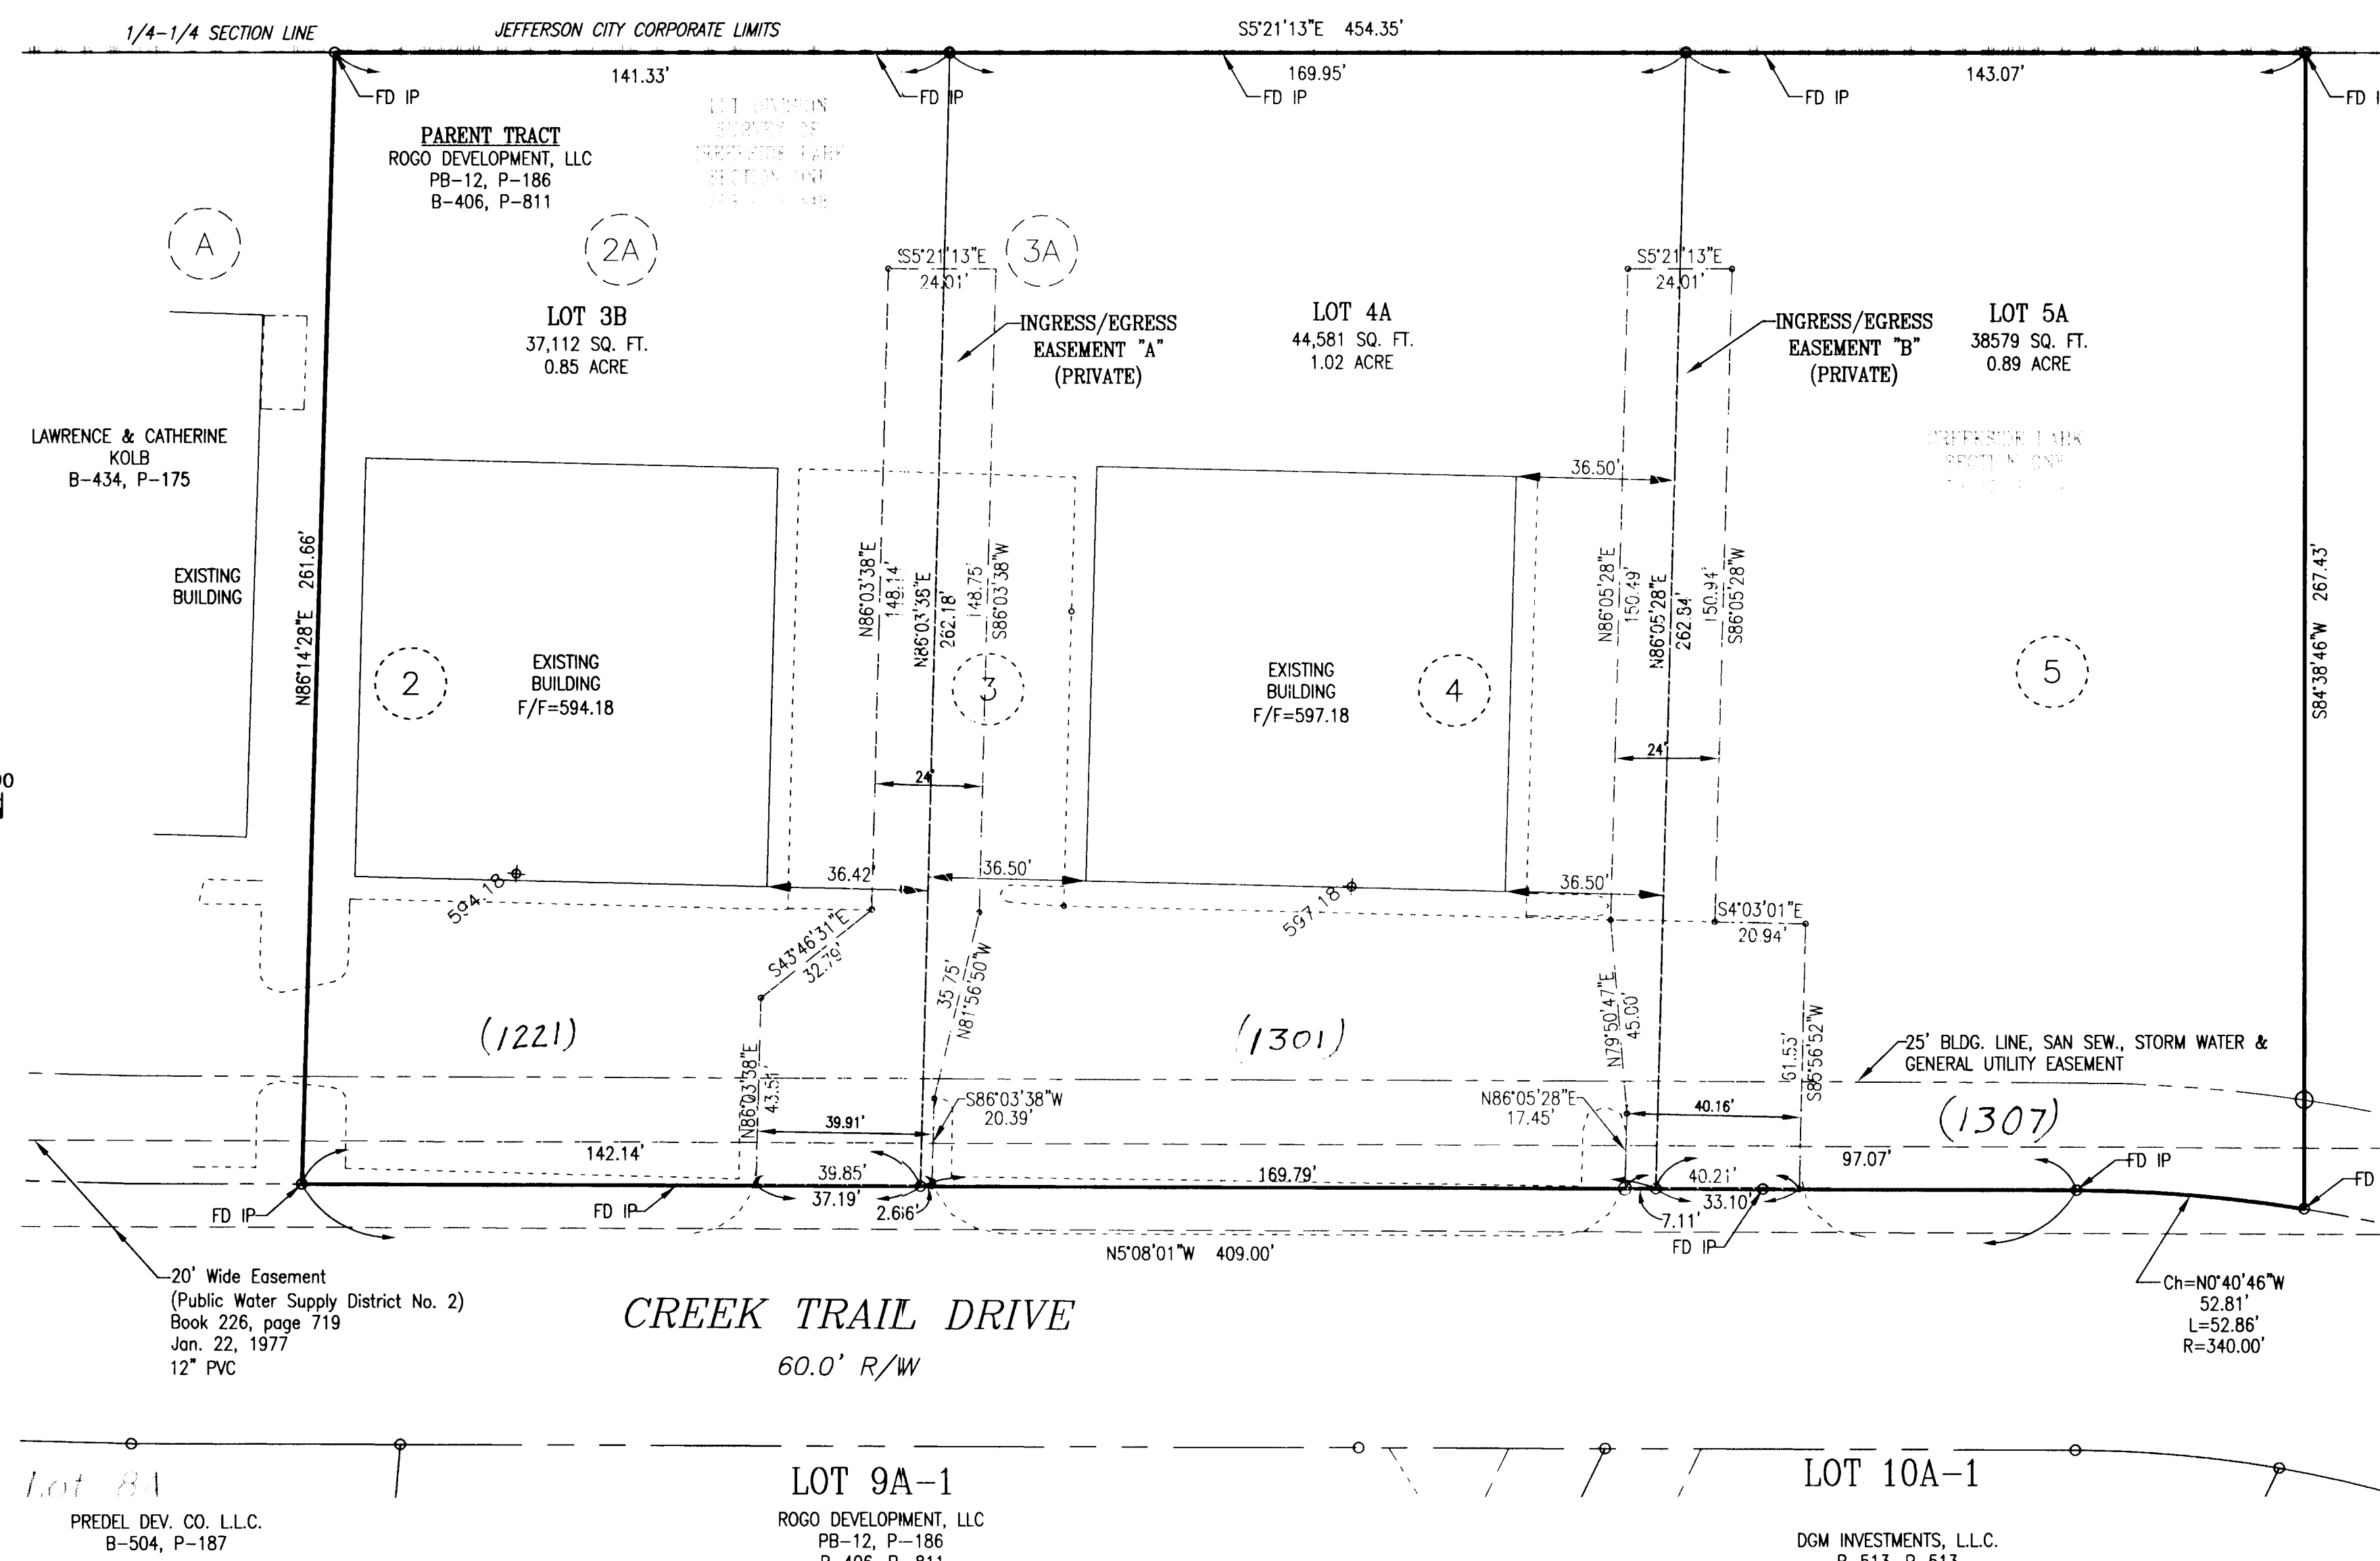 1/4-1/4 SECTION LINE
JEFFERSON CITY CORPORATE LIMITS
S5°21'13"E 454.35'
141.33'
169.95'
143.07'
FD IP
FD IP
FD IP
FD IP
FD
PARENT TRACT
ROGO DEVELOPMENT, LLC
PB-12, P-186
B-406, P-811
LOT DIVISION
SURVEY OF
SECTION ONE
A
2A
3A
S5°21'13"E
24.01'
S5°21'13"E
24.01'
LOT 3B
37,112 SQ. FT.
0.85 ACRE
INGRESS/EGRESS
EASEMENT "A"
(PRIVATE)
LOT 4A
44,581 SQ. FT.
1.02 ACRE
INGRESS/EGRESS
EASEMENT "B"
(PRIVATE)
LOT 5A
38579 SQ. FT.
0.89 ACRE
LAWRENCE & CATHERINE
KOLB
B-434, P-175
SECTION ONE
36.50'
EXISTING
BUILDING
N86°14'28"E 261.66'
2
EXISTING
BUILDING
F/F=594.18
N86°03'38"E
148.14'
N86°03'38"E
262.18'
148.75'
S86°03'38"W
3
EXISTING
BUILDING
F/F=597.18
4
N86°05'28"E
150.49'
N86°05'28"E
262.84'
150.94'
S86°05'28"W
5
S84°38'46"W 267.43'
24'
24'
594.18
36.42'
36.50'
597.18
36.50'
S4°03'01"E
20.94'
S43°46'31"E
32.79'
35.75'
N81°56'50"W
N79°50'47"E
45.00'
61.53'
S85°56'52"W
(1221)
(1301)
(1307)
25' BLDG. LINE, SAN SEW., STORM WATER &
GENERAL UTILITY EASEMENT
N86°03'38"E
43.51'
S86°03'38"W
20.39'
N86°05'28"E
17.45'
39.91'
40.16'
142.14'
39.85'
37.19'
2.66'
169.79'
40.21'
33.10'
7.11'
97.07'
FD IP
FD IP
FD IP
FD IP
FD
N5°08'01"W 409.00'
20' Wide Easement
(Public Water Supply District No. 2)
Book 226, page 719
Jan. 22, 1977
12" PVC
CREEK TRAIL DRIVE
60.0' R/W
Ch=N0°40'46"W
52.81'
L=52.86'
R=340.00'
Lot 8A
PREDEL DEV. CO. L.L.C.
B-504, P-187
LOT 9A-1
ROGO DEVELOPMENT, LLC
PB-12, P-186
B-406, P-811
LOT 10A-1
DGM INVESTMENTS, L.L.C.
B-513, P-513